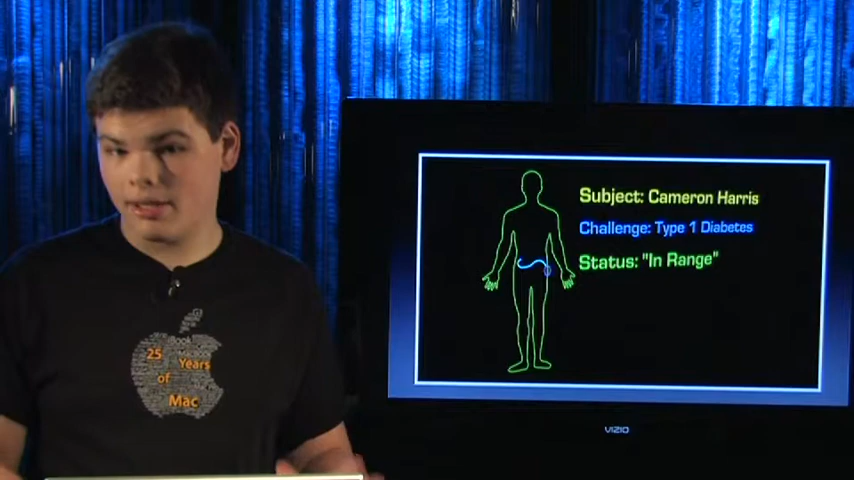 Subject: Cameron Harris
Challenge: Type 1 Diabetes
Status: "In Range"
25
Years
of
Mac
VIZIO